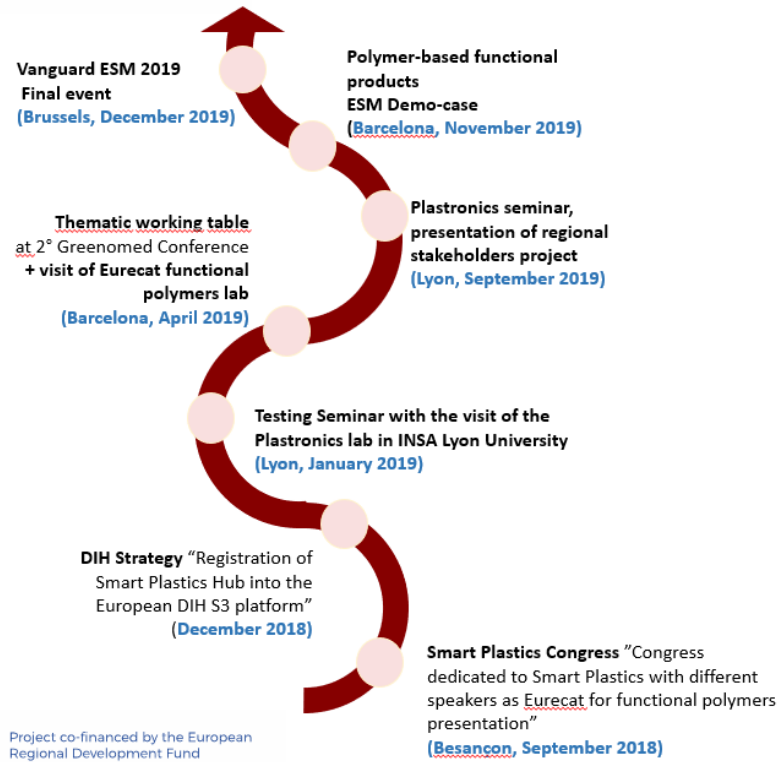 Vanguard ESM 2019
Final event
(Brussels, December 2019)
Polymer-based functional
products
ESM Demo-case
(Barcelona, November 2019)
Plastronics seminar,
presentation of regional
stakeholders project
(Lyon, September 2019)
Thematic working table
at 2° Greenomed Conference
+ visit of Eurecat functional
polymers lab
(Barcelona, April 2019)
Testing Seminar with the visit of the
Plastronics lab in INSA Lyon University
(Lyon, January 2019)
DIH Strategy “Registration of
Smart Plastics Hub into the
European DIH S3 platform”
(December 2018)
Smart Plastics Congress ”Congress
dedicated to Smart Plastics with different
speakers as Eurecat for functional polymers
presentation”
(Besançon, September 2018)
Project co-financed by the European
Regional Development Fund